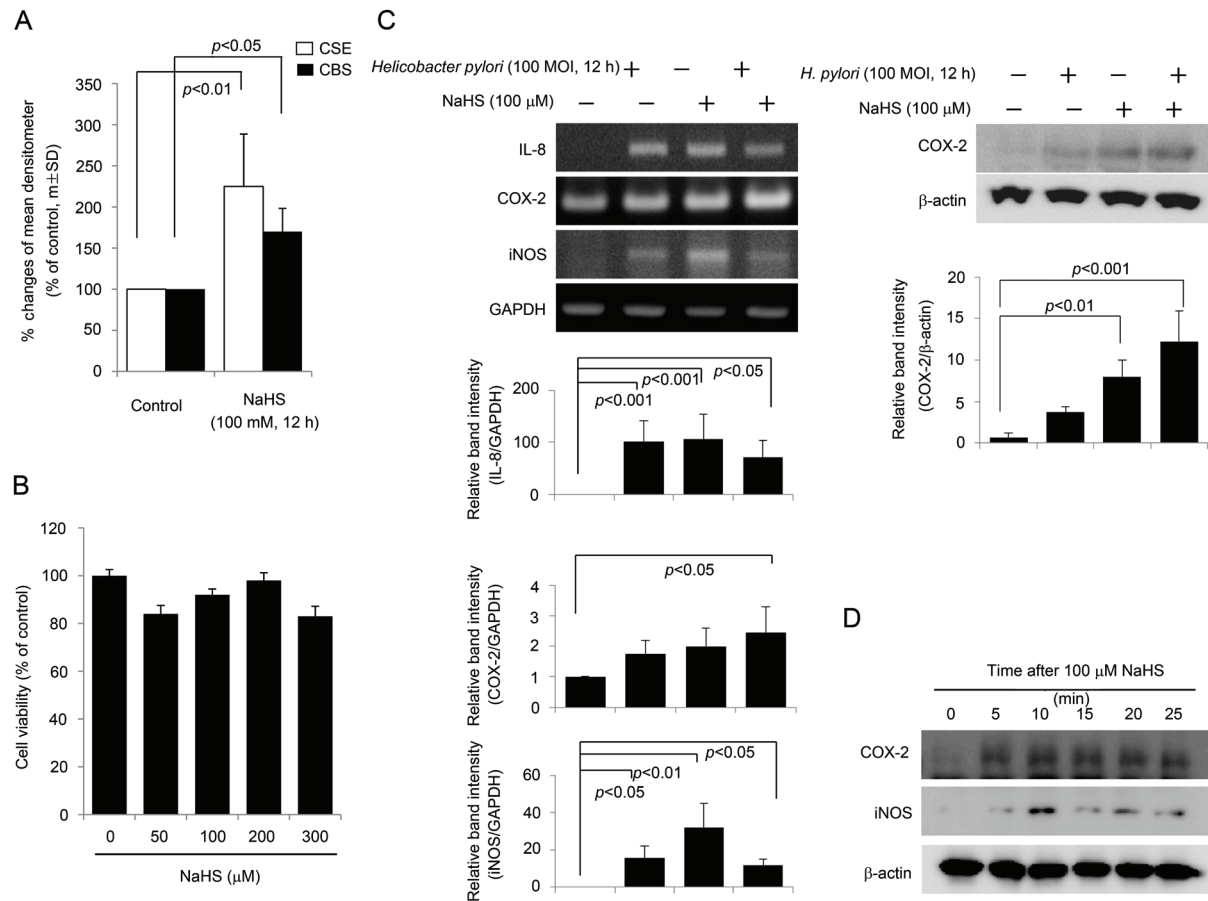 A
CSE
CBS
p<0.05
p<0.01
% changes of mean densitometer
(% of control, m±SD)
350
300
250
200
150
100
50
0
Control
NaHS
(100 mM, 12 h)
B
Cell viability (% of control)
120
100
80
60
40
20
0
0 50 100 200 300
NaHS (μM)
C
Helicobacter pylori (100 MOI, 12 h) + − +
NaHS (100 μM) − − + +
IL-8
COX-2
iNOS
GAPDH
Relative band intensity
(IL-8/GAPDH)
200
100
0
p<0.001
p<0.001
p<0.05
Relative band intensity
(COX-2/GAPDH)
4
3
2
1
0
p<0.05
Relative band intensity
(iNOS/GAPDH)
60
40
20
0
p<0.05
p<0.01
p<0.05
H. pylori (100 MOI, 12 h) − + − +
NaHS (100 μM) − − + +
COX-2
β-actin
Relative band intensity
(COX-2/β-actin)
20
15
10
5
0
p<0.001
p<0.01
D
Time after 100 μM NaHS
(min)
0 5 10 15 20 25
COX-2
iNOS
β-actin